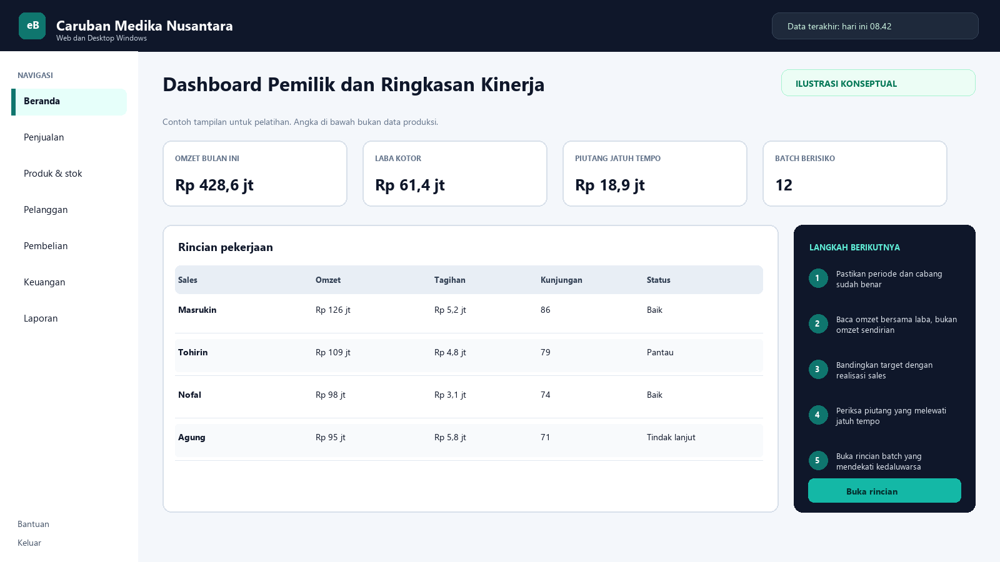 eB
Caruban Medika Nusantara
Web dan Desktop Windows
Data terakhir: hari ini 08.42
NAVIGASI
Beranda
Penjualan
Produk & stok
Pelanggan
Pembelian
Keuangan
Laporan
Bantuan
Keluar
Dashboard Pemilik dan Ringkasan Kinerja
ILUSTRASI KONSEPTUAL
Contoh tampilan untuk pelatihan. Angka di bawah bukan data produksi.
OMZET BULAN INI
Rp 428,6 jt
LABA KOTOR
Rp 61,4 jt
PIUTANG JATUH TEMPO
Rp 18,9 jt
BATCH BERISIKO
12
Rincian pekerjaan
Sales Omzet Tagihan Kunjungan Status
Masrukin Rp 126 jt Rp 5,2 jt 86 Baik
Tohirin Rp 109 jt Rp 4,8 jt 79 Pantau
Nofal Rp 98 jt Rp 3,1 jt 74 Baik
Agung Rp 95 jt Rp 5,8 jt 71 Tindak lanjut
LANGKAH BERIKUTNYA
1 Pastikan periode dan cabang
sudah benar
2 Baca omzet bersama laba, bukan
omzet sendirian
3 Bandingkan target dengan
realisasi sales
4 Periksa piutang yang melewati
jatuh tempo
5 Buka rincian batch yang
mendekati kedaluwarsa
Buka rincian